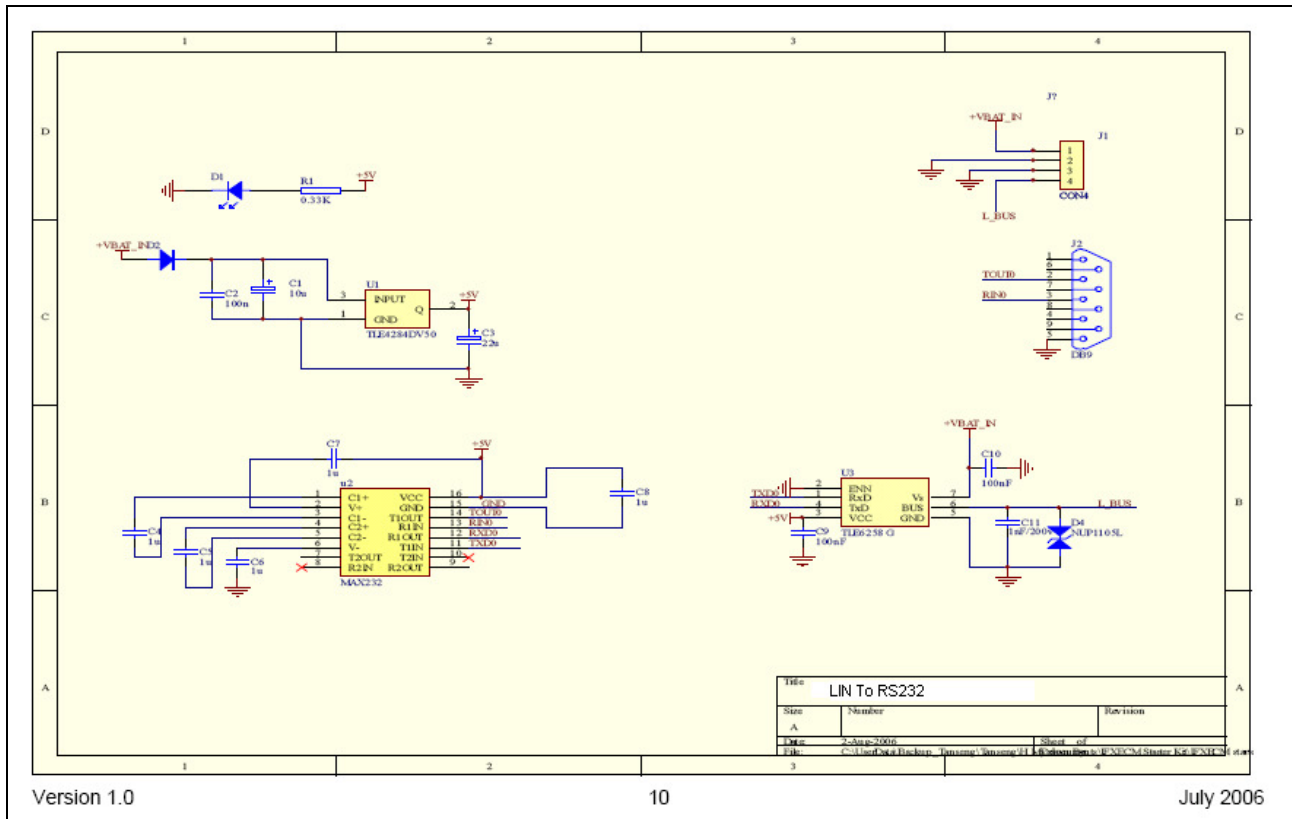 1 2 3 4
D D
C C
B B
A A
J?
+VBAT_IN
J1
1
2
3
4
CON4
L_BUS
D1
R1
+5V
0.33K
+VBAT_IN
D2
C2
100n
C1
10u
U1
3 INPUT
1 GND
Q 2
TLE4284DV50
+5V
C3
22u
J2
TOUT0
RIN0
1
6
2
7
3
8
4
9
5
DB9
C7
1u
+5V
u2
1 C1+ VCC 16
2 V+ GND 15 GND
3 C1- T1OUT 14 TOUT0
4 C2+ R1IN 13 RIN0
5 C2- R1OUT 12 RXD0
6 V- T1IN 11 TXD0
7 T2OUT T2IN 10
8 R2IN R2OUT 9
MAX232
C4
1u
C5
1u
C6
1u
C8
1u
+VBAT_IN
C10
100nF
U3
2 ENN
TXD0 1 RxD Vs 7
RXD0 4 TxD BUS 6 L_BUS
+5V 3 VCC GND 5
TLE6258 G
C9
100nF
C11
1nF/200V
D4
NUP1105L
Title LIN To RS232
Size Number Revision
A
Date: 2-Aug-2006 Sheet of
File:
1 2 3 4
Version 1.0 10 July 2006